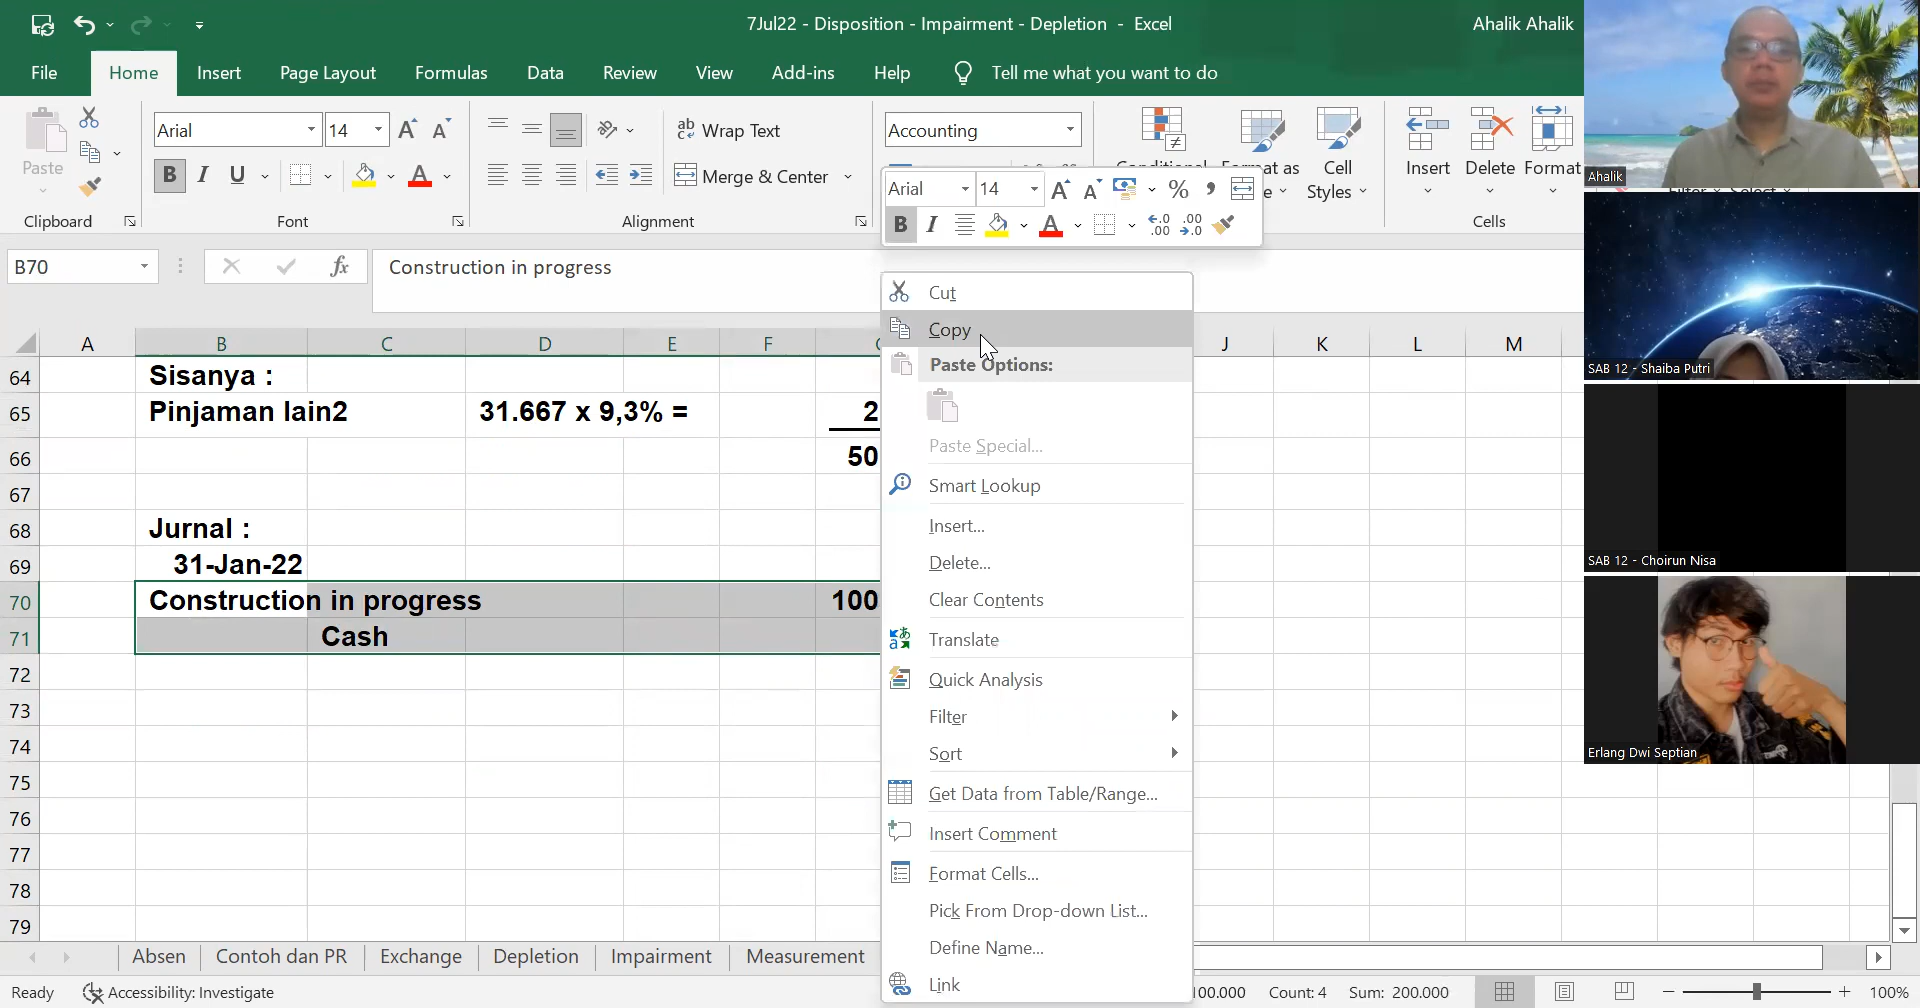 7Jul22 - Disposition - Impairment - Depletion - Excel
Ahalik Ahalik
File Home Insert Page Layout Formulas Data Review View Add-ins Help Tell me what you want to do
Paste
Clipboard
Arial 14
B I U
Font
Wrap Text
Merge & Center
Alignment
Accounting
Format as
Cell Styles
Insert Delete Format
Cells
Arial 14
B I
B70
Construction in progress
A B C D E F J K L M
64 Sisanya :
65 Pinjaman lain2 31.667 x 9,3% = 2
66 50
67
68 Jurnal :
69 31-Jan-22
70 Construction in progress 100
71 Cash
72
73
74
75
76
77
78
79
Cut
Copy
Paste Options:
Paste Special...
Smart Lookup
Insert...
Delete...
Clear Contents
Translate
Quick Analysis
Filter
Sort
Get Data from Table/Range...
Insert Comment
Format Cells...
Pick From Drop-down List...
Define Name...
Link
Ahalik
SAB 12 - Shaiba Putri
SAB 12 - Choirun Nisa
Erlang Dwi Septian
Absen Contoh dan PR Exchange Depletion Impairment Measurement
Ready Accessibility: Investigate
Count: 4 Sum: 200.000 100%